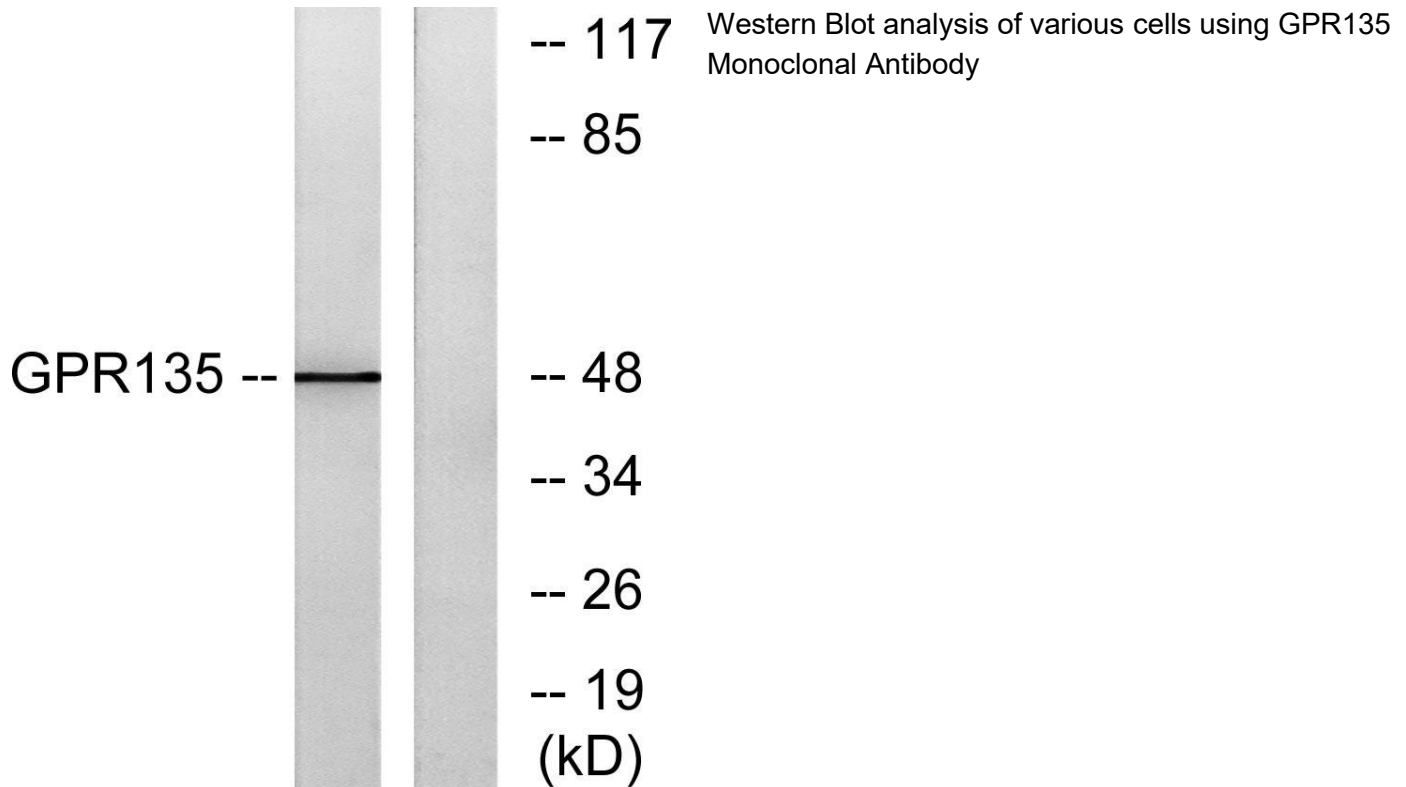 -- 117
Western Blot analysis of various cells using GPR135
Monoclonal Antibody
-- 85
GPR135 --
-- 48
-- 34
-- 26
-- 19
(kD)